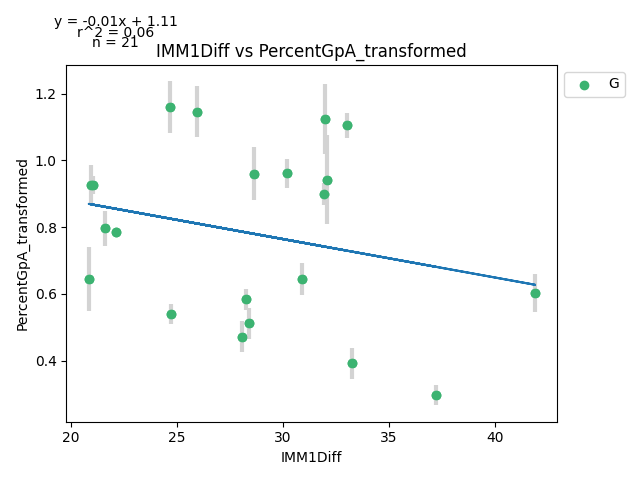 y = -0.01x + 1.11
r^2 = 0.06
n = 21
IMM1Diff vs PercentGpA_transformed
G
1.2
1.0
0.8
0.6
0.4
PercentGpA_transformed
20 25 30 35 40
IMM1Diff